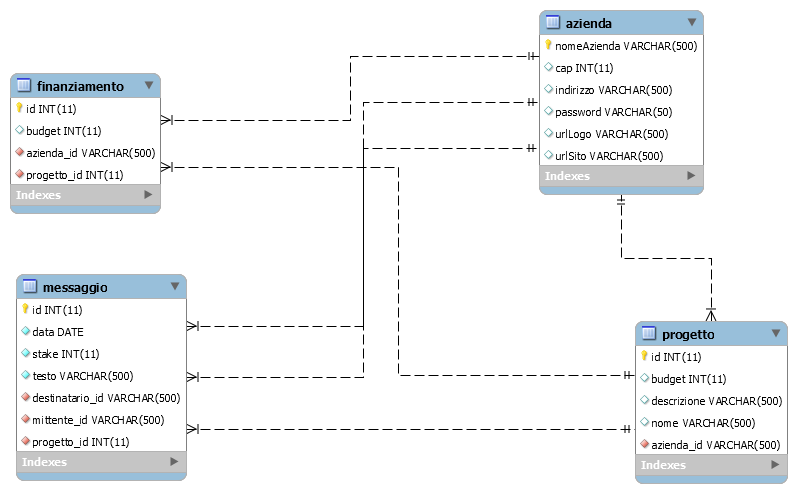 azienda
nomeAzienda VARCHAR(500)
cap INT(11)
indirizzo VARCHAR(500)
password VARCHAR(50)
urlLogo VARCHAR(500)
urlSito VARCHAR(500)
Indexes
finanziamento
id INT(11)
budget INT(11)
azienda_id VARCHAR(500)
progetto_id INT(11)
Indexes
messaggio
id INT(11)
data DATE
stake INT(11)
testo VARCHAR(500)
destinatario_id VARCHAR(500)
mittente_id VARCHAR(500)
progetto_id INT(11)
Indexes
progetto
id INT(11)
budget INT(11)
descrizione VARCHAR(500)
nome VARCHAR(500)
azienda_id VARCHAR(500)
Indexes